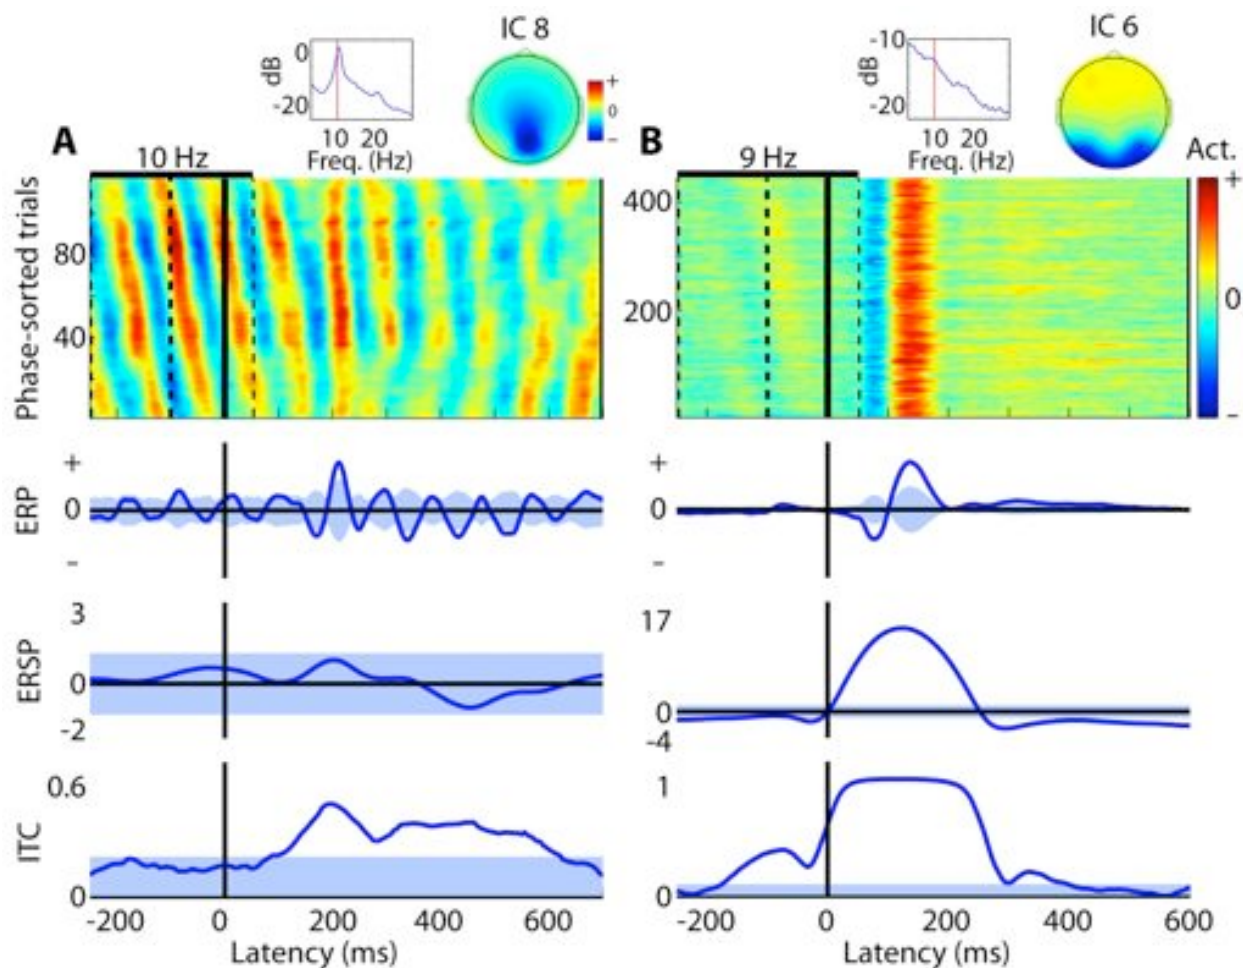 IC 8
IC 6
0
dB
-20
10 20
Freq. (Hz)
+
0
–
-10
dB
-20
10 20
Freq. (Hz)
A
10 Hz
B
9 Hz
Act.
+
0
–
Phase-sorted trials
80
40
400
200
ERP
+
0
–
+
0
–
ERSP
3
0
-2
17
0
-4
ITC
0.6
0
1
0
-200 0 200 400 600
Latency (ms)
-200 0 200 400 600
Latency (ms)